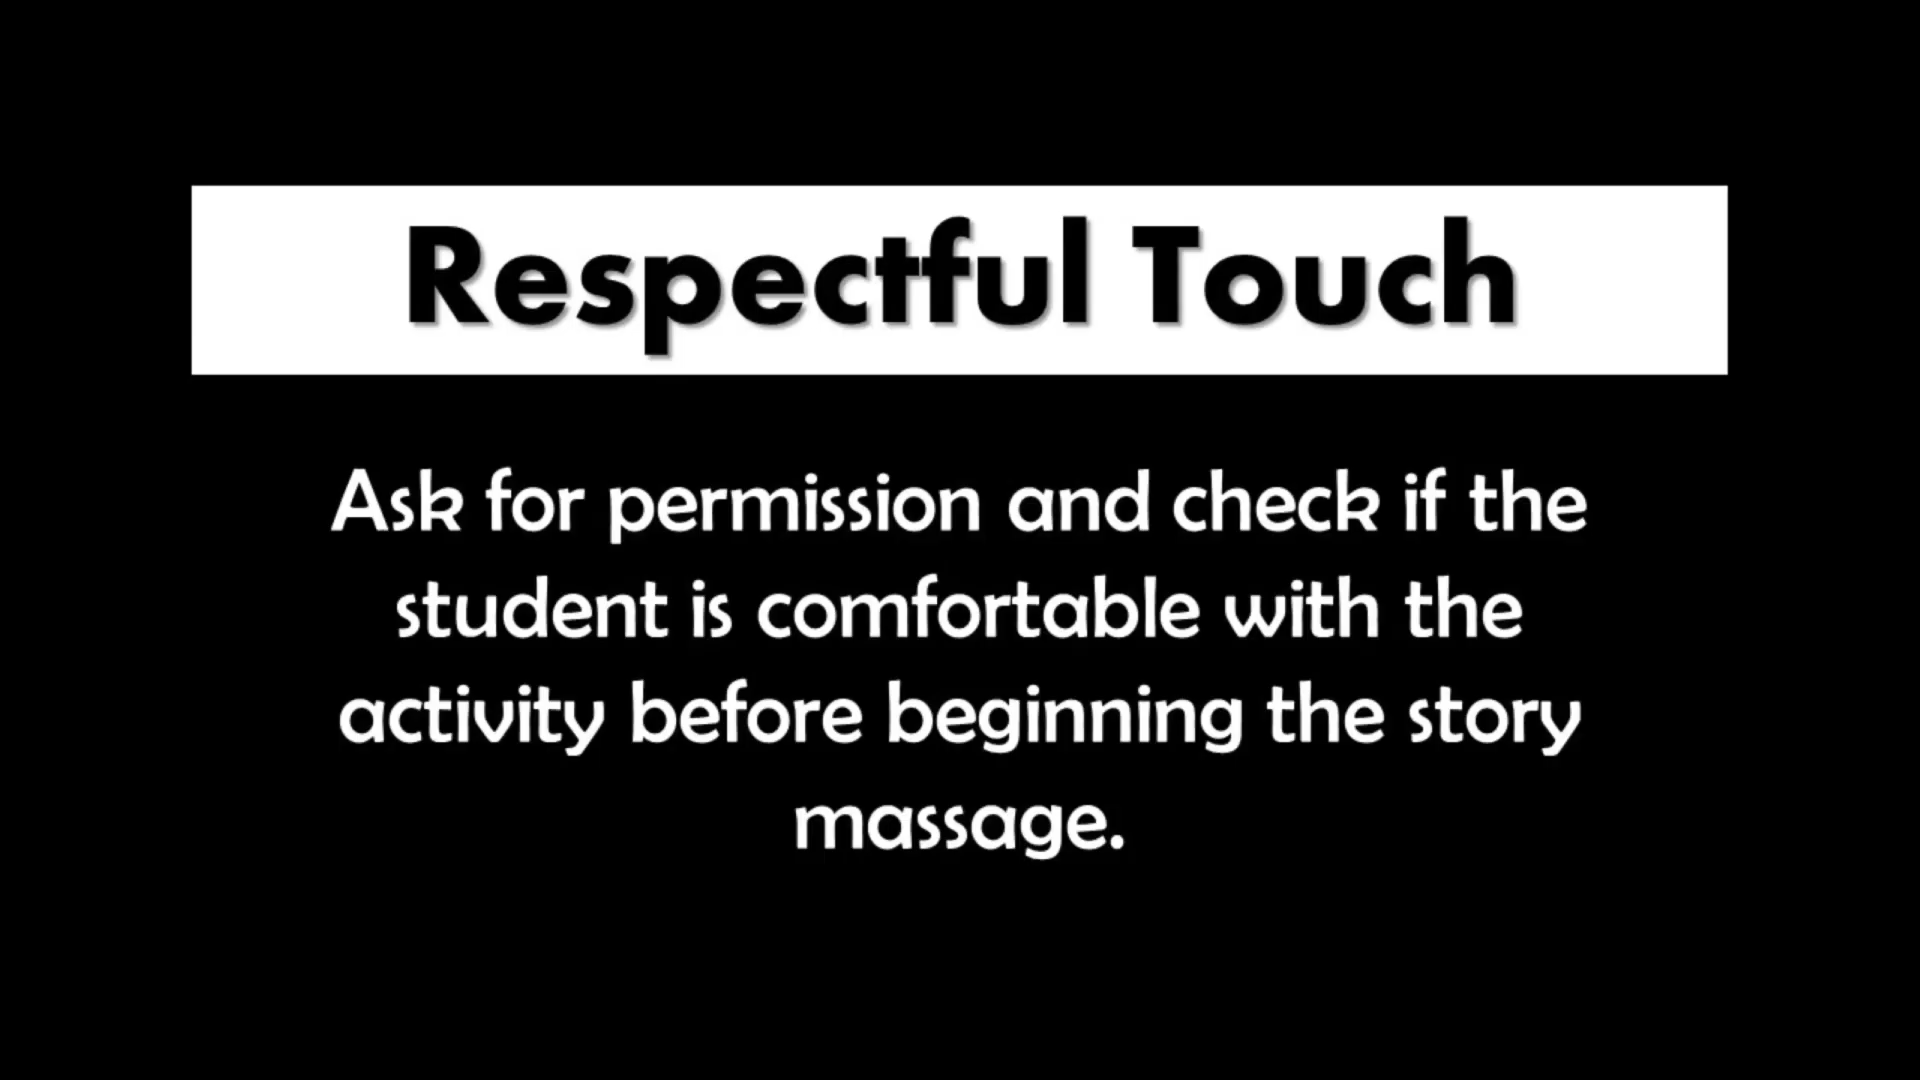 Respectful Touch
Ask for permission and check if the
student is comfortable with the
activity before beginning the story
massage.